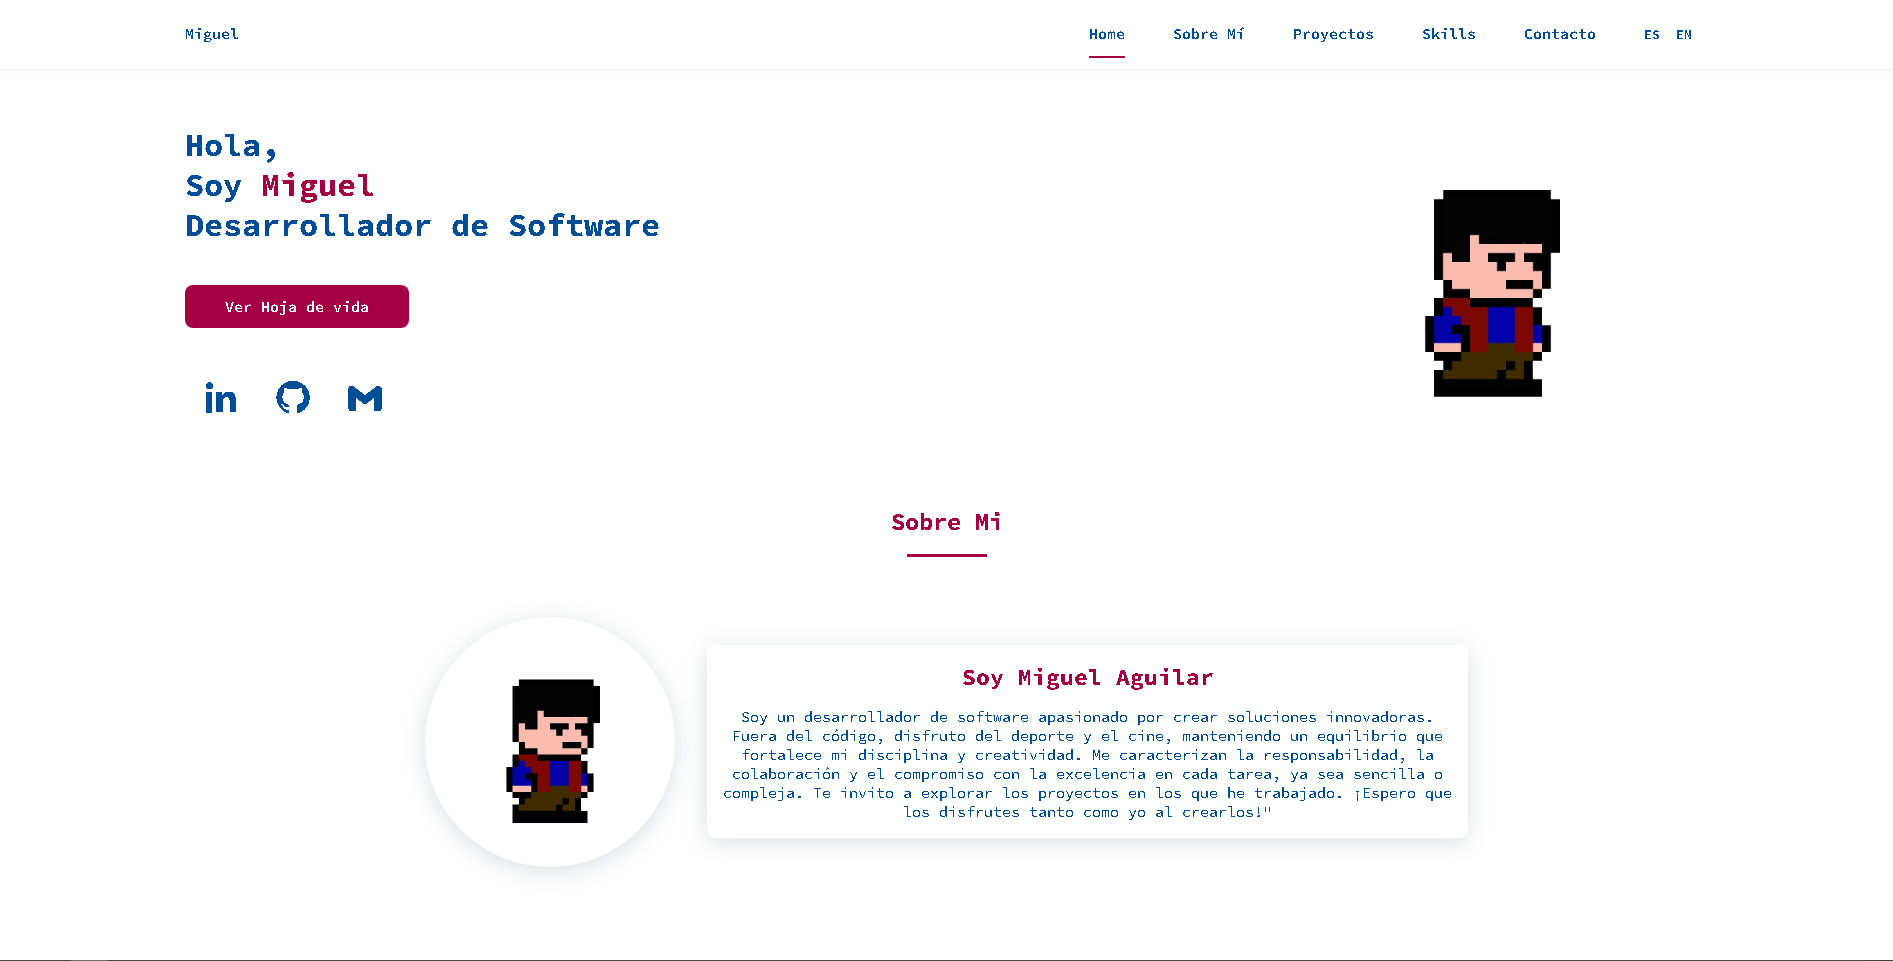 Miguel
Home Sobre Mí Proyectos Skills Contacto ES EN
Hola,
Soy Miguel
Desarrollador de Software
Ver Hoja de vida
Sobre Mi
Soy Miguel Aguilar
Soy un desarrollador de software apasionado por crear soluciones innovadoras.
Fuera del código, disfruto del deporte y el cine, manteniendo un equilibrio que
fortalece mi disciplina y creatividad. Me caracterizan la responsabilidad, la
colaboración y el compromiso con la excelencia en cada tarea, ya sea sencilla o
compleja. Te invito a explorar los proyectos en los que he trabajado. ¡Espero que
los disfrutes tanto como yo al crearlos!"